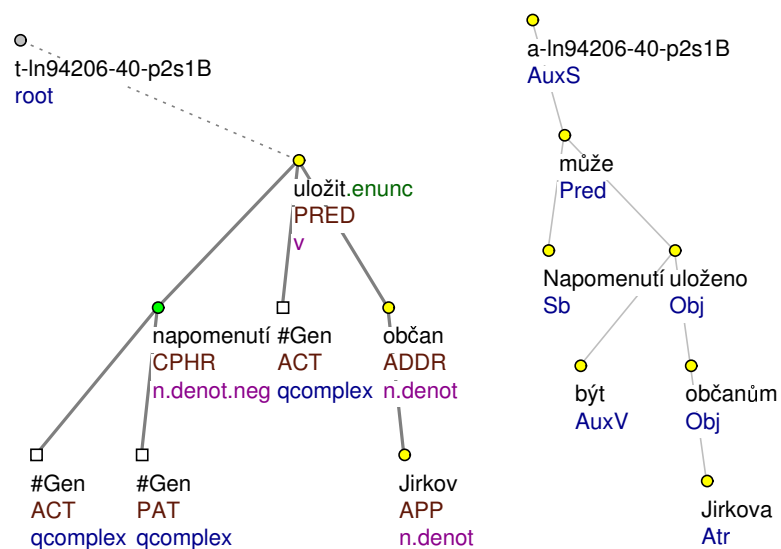 t-ln94206-40-p2s1B
root
uložit.enunc
PRED
v
napomenutí
CPHR
n.denot.neg
#Gen
ACT
qcomplex
občan
ADDR
n.denot
#Gen
ACT
qcomplex
#Gen
PAT
qcomplex
Jirkov
APP
n.denot
a-ln94206-40-p2s1B
AuxS
může
Pred
Napomenutí
Sb
uloženo
Obj
být
AuxV
občanům
Obj
Jirkova
Atr